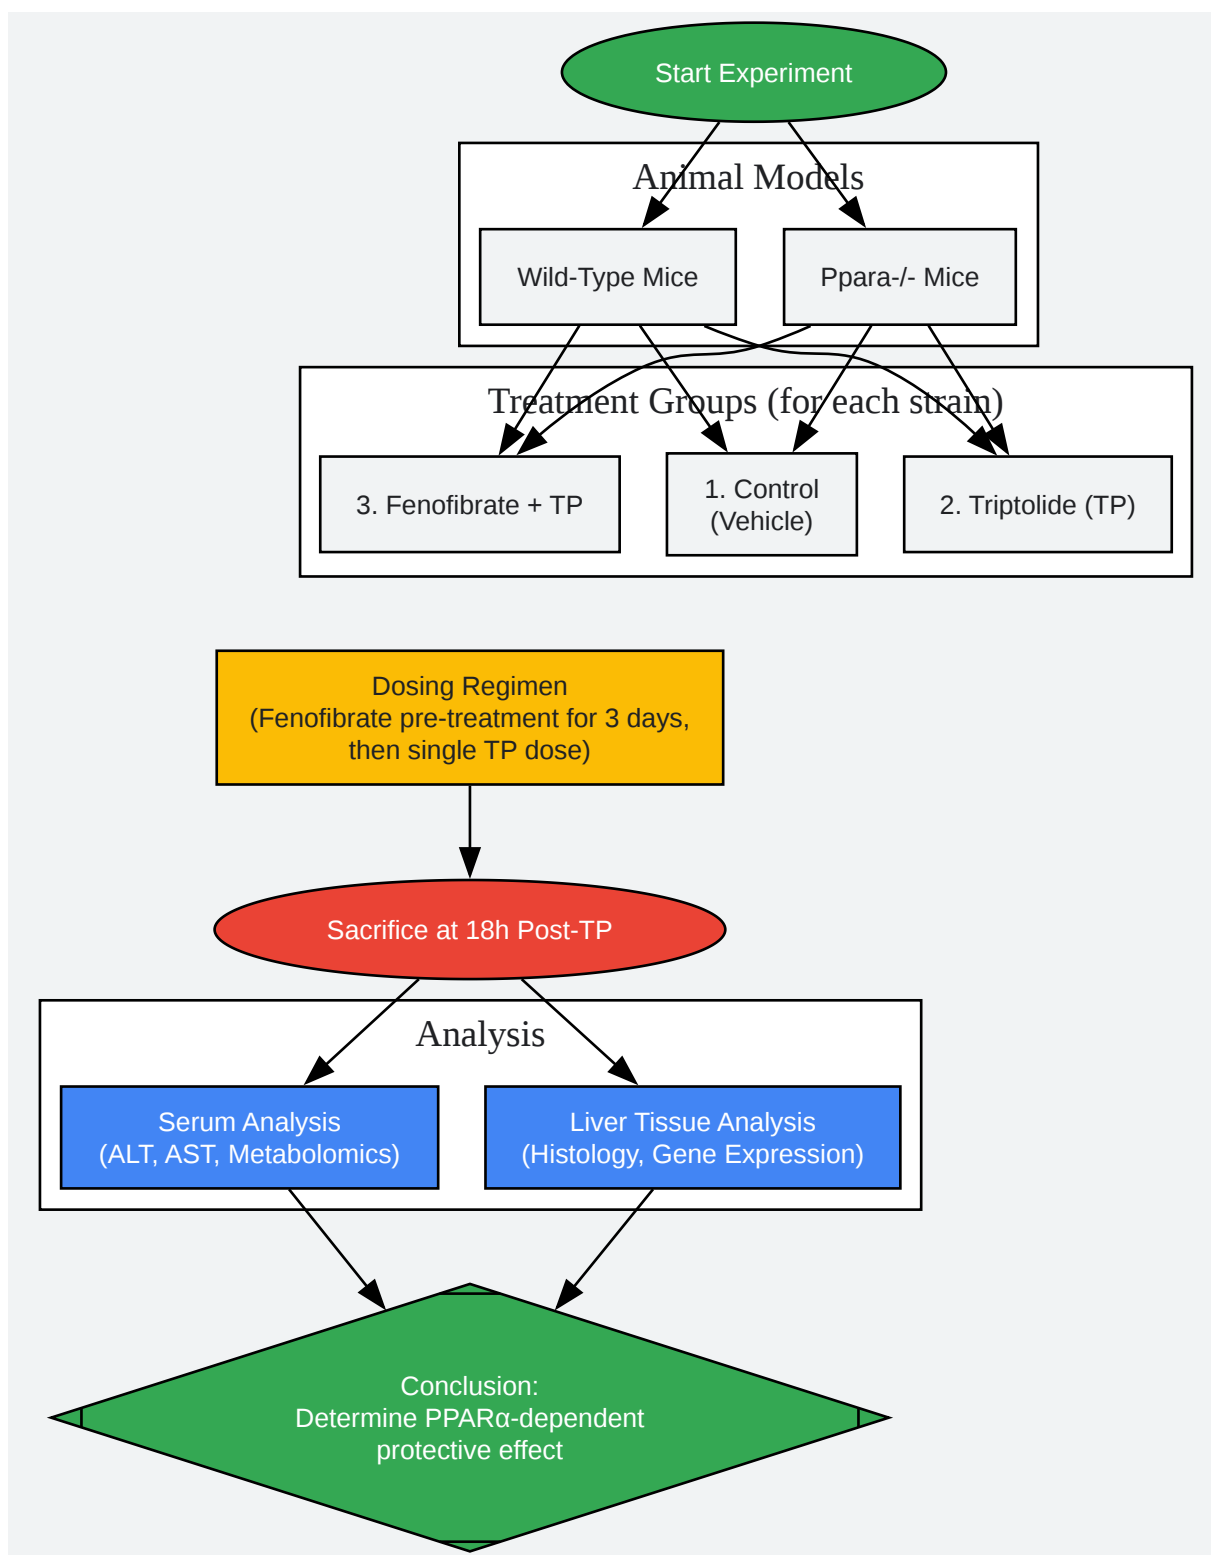 Start Experiment
Animal Models
Wild-Type Mice
Ppara-/- Mice
Treatment Groups (for each strain)
3. Fenofibrate + TP
1. Control
(Vehicle)
2. Triptolide (TP)
Dosing Regimen
(Fenofibrate pre-treatment for 3 days,
then single TP dose)
Sacrifice at 18h Post-TP
Analysis
Serum Analysis
(ALT, AST, Metabolomics)
Liver Tissue Analysis
(Histology, Gene Expression)
Conclusion:
Determine PPARα-dependent
protective effect